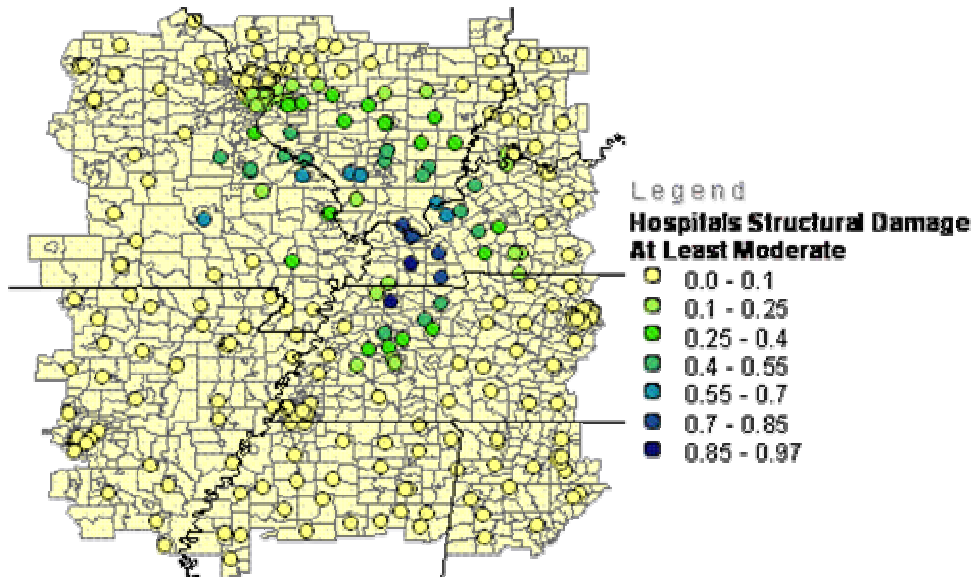 Legend
Hospitals Structural Damage
At Least Moderate
0.0 - 0.1
0.1 - 0.25
0.25 - 0.4
0.4 - 0.55
0.55 - 0.7
0.7 - 0.85
0.85 - 0.97